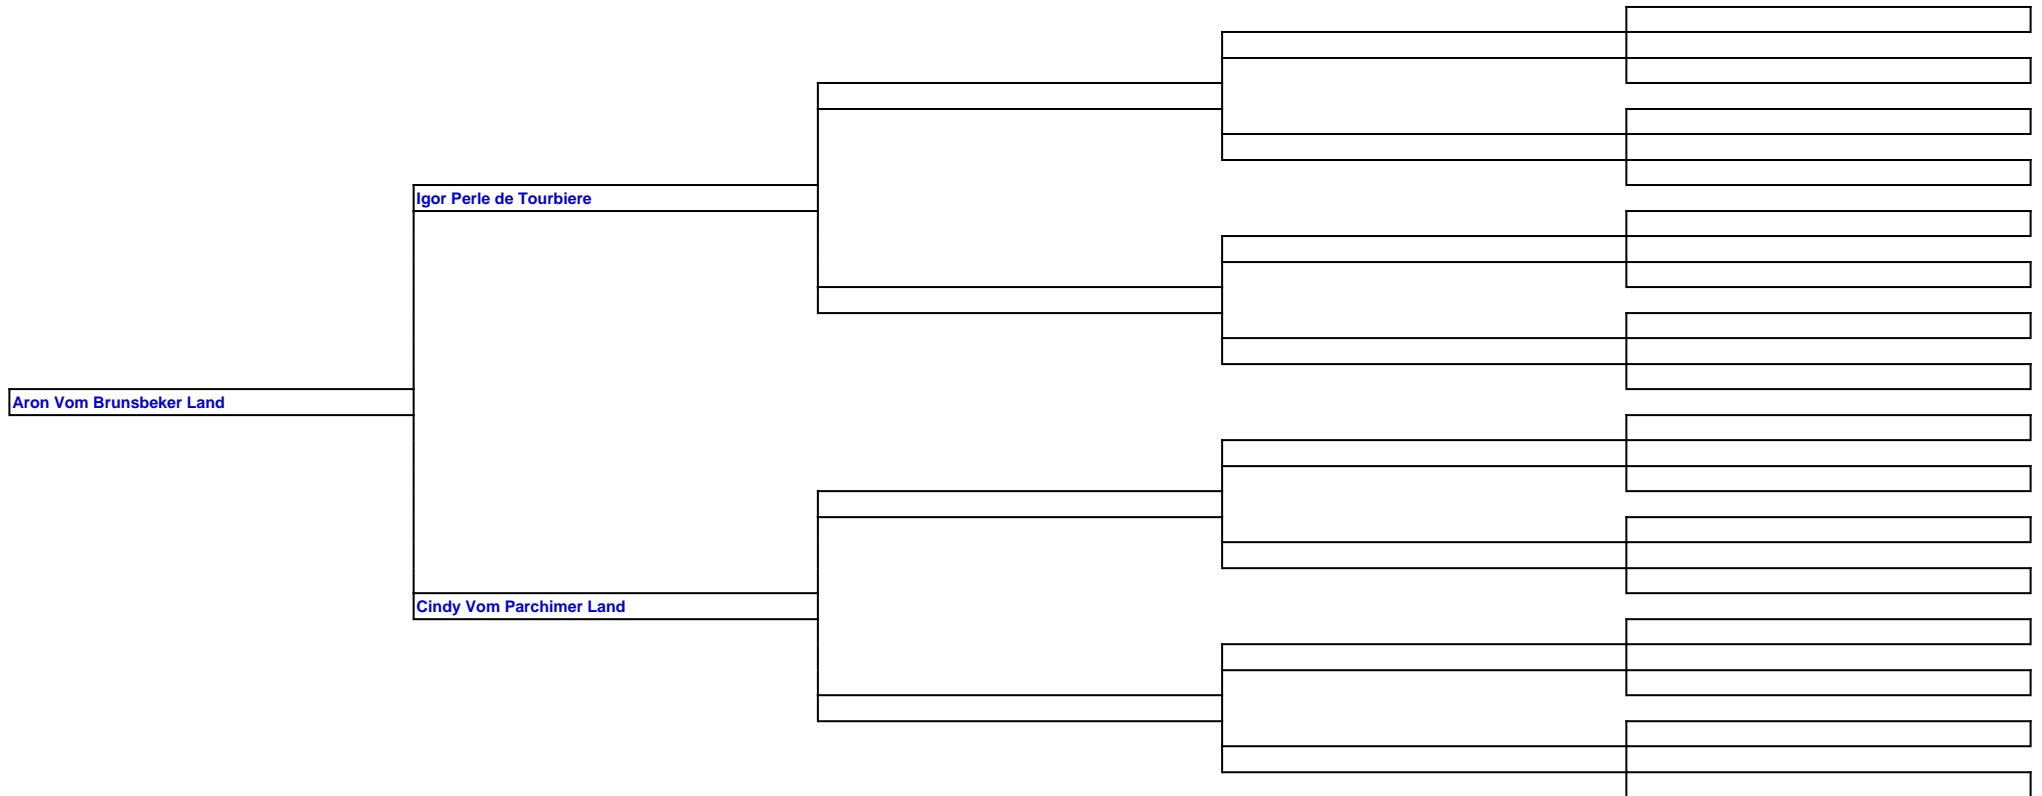 Igor Perle de Tourbiere
Aron Vom Brunsbeker Land
Cindy Vom Parchimer Land